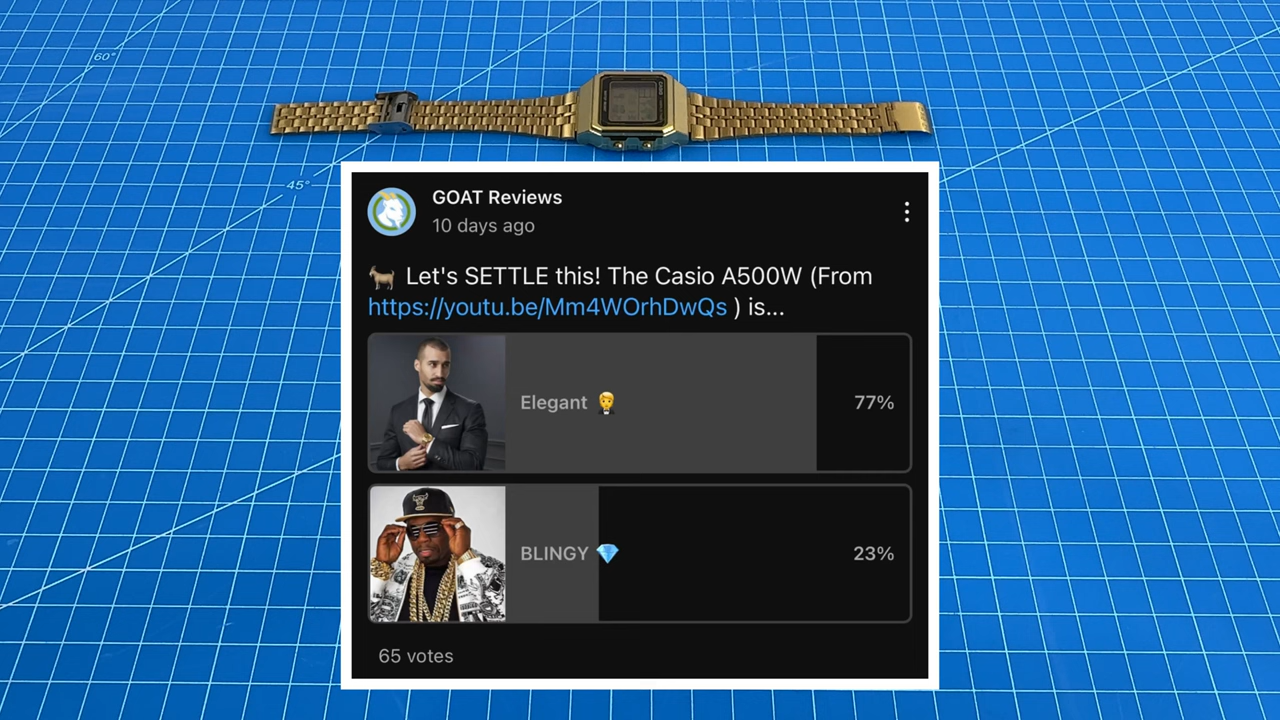 60°
CASIO
45°
GOAT Reviews
10 days ago
🐐 Let's SETTLE this! The Casio A500W (From
https://youtu.be/Mm4WOrhDwQs ) is...
Elegant 🤵
77%
BLINGY 💎
23%
65 votes